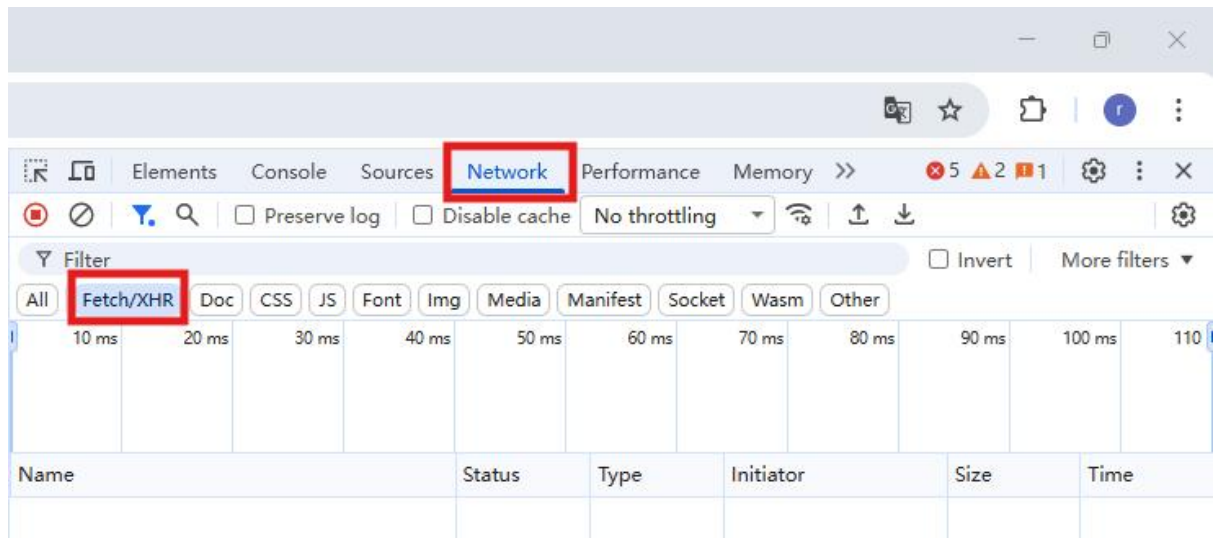 r
Elements Console Sources Network Performance Memory 5 2 1
Preserve log Disable cache No throttling
Filter Invert More filters
All Fetch/XHR Doc CSS JS Font Img Media Manifest Socket Wasm Other
10 ms 20 ms 30 ms 40 ms 50 ms 60 ms 70 ms 80 ms 90 ms 100 ms 110
Name Status Type Initiator Size Time